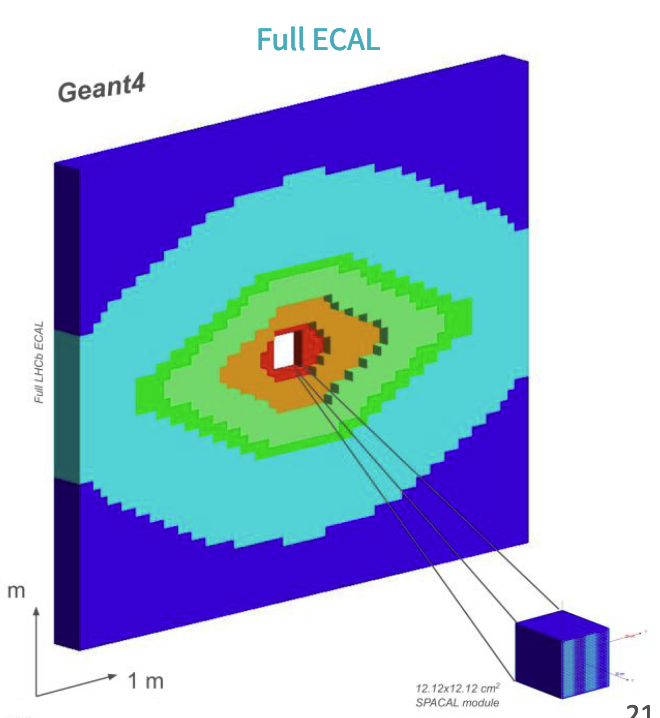 Full ECAL
Geant4
Full LHCb ECAL
m
1 m
12.12x12.12 cm²
SPACAL module
21